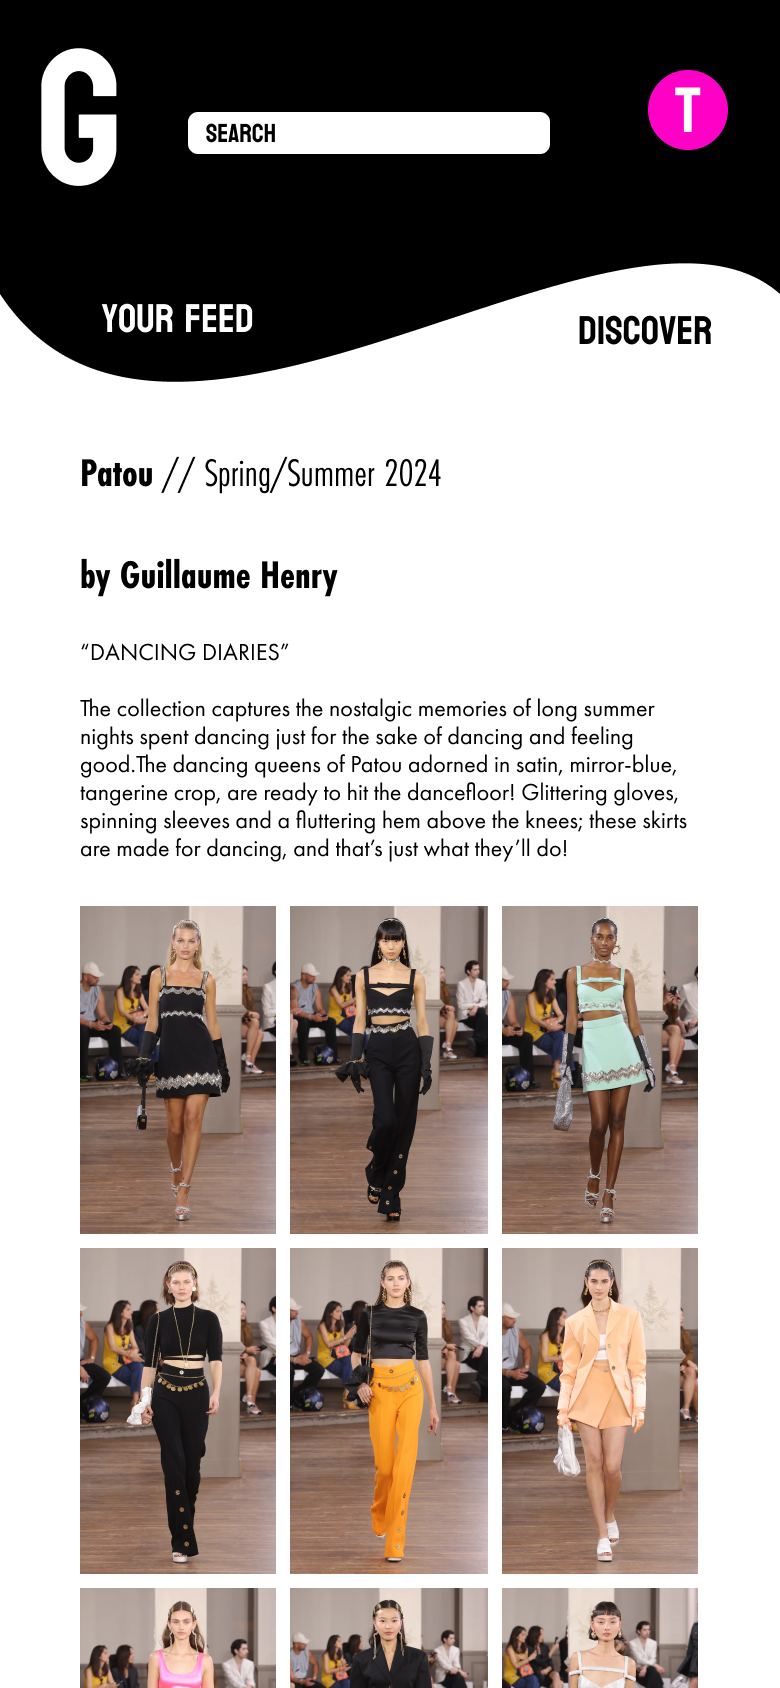 G
SEARCH
T
YOUR FEED
DISCOVER
Patou // Spring/Summer 2024
by Guillaume Henry
“DANCING DIARIES”
The collection captures the nostalgic memories of long summer
nights spent dancing just for the sake of dancing and feeling
good.The dancing queens of Patou adorned in satin, mirror-blue,
tangerine crop, are ready to hit the dancefloor! Glittering gloves,
spinning sleeves and a fluttering hem above the knees; these skirts
are made for dancing, and that’s just what they’ll do!